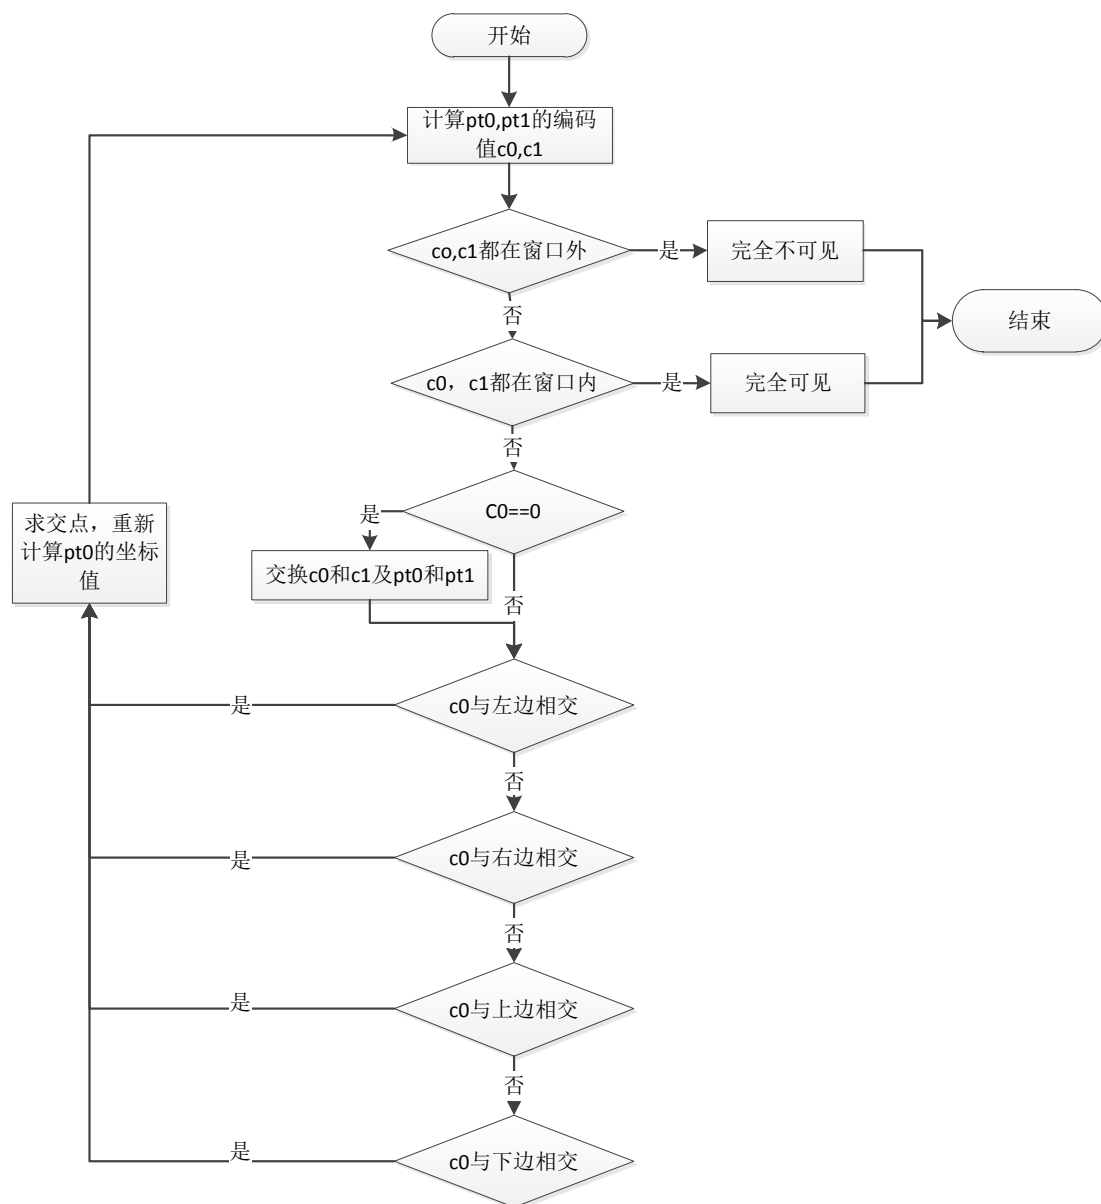 开始
计算pt0,pt1的编码
值c0,c1
co,c1都在窗口外
是
完全不可见
结束
否
c0，c1都在窗口内
是
完全可见
否
C0==0
是
求交点，重新
计算pt0的坐标
值
交换c0和c1及pt0和pt1
否
c0与左边相交
是
否
c0与右边相交
是
否
c0与上边相交
是
否
c0与下边相交
是